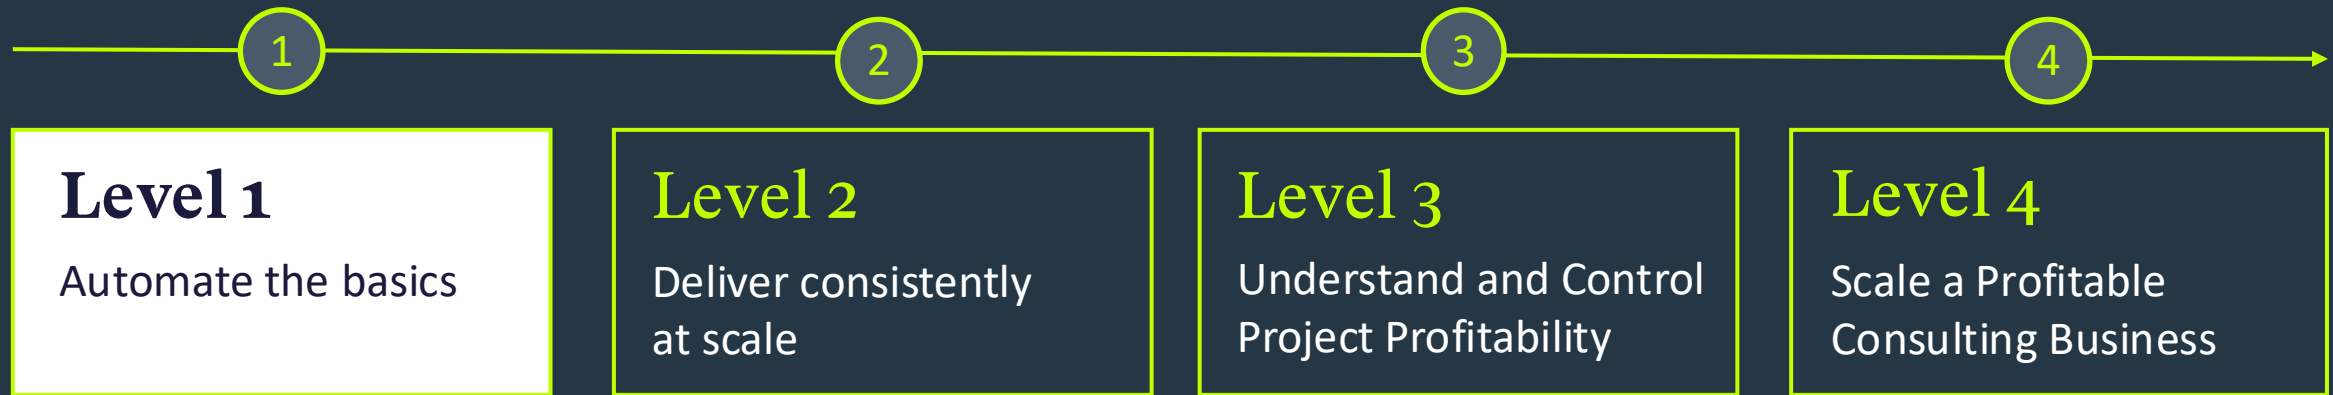 1
2
3
4
Level 1
Automate the basics
Level 2
Deliver consistently
at scale
Level 3
Understand and Control
Project Profitability
Level 4
Scale a Profitable
Consulting Business